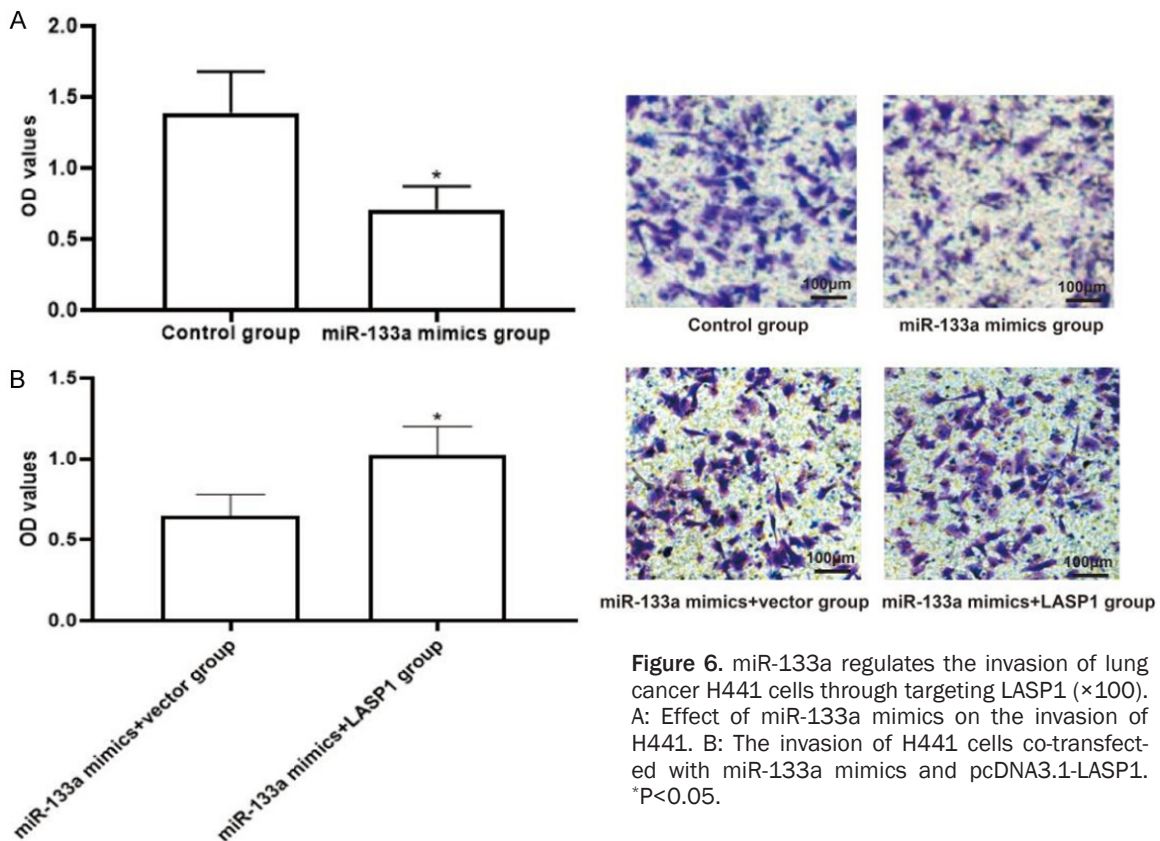 A
2.0
1.5
1.0
0.5
0.0
OD values
*
Control group
miR-133a mimics group
100μm
Control group
100μm
miR-133a mimics group
B
1.5
1.0
0.5
0.0
OD values
*
miR-133a mimics+vector group
miR-133a mimics+LASP1 group
100μm
miR-133a mimics+vector group
100μm
miR-133a mimics+LASP1 group
Figure 6. miR-133a regulates the invasion of lung
cancer H441 cells through targeting LASP1 (×100).
A: Effect of miR-133a mimics on the invasion of
H441. B: The invasion of H441 cells co-transfect-
ed with miR-133a mimics and pcDNA3.1-LASP1.
*P<0.05.